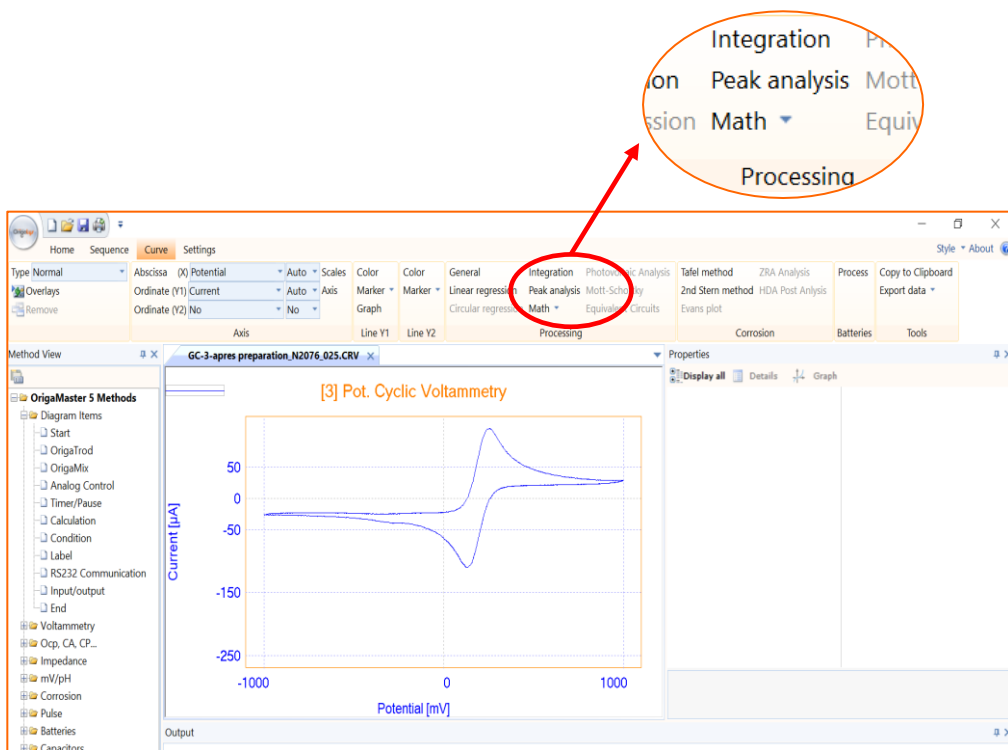 Integration
Peak analysis Mott
Math Equiv
Processing
Home Sequence Curve Settings Style About
Type Normal Abscissa (X) Potential Auto Scales Color Color General Integration Photovoltaic Analysis Tafel method ZRA Analysis Process Copy to Clipboard
Overlays Ordinate (Y1) Current Auto Axis Marker Marker Linear regression Peak analysis Mott-Schottky 2nd Stern method HDA Post Anlysis Export data
Remove Ordinate (Y2) No No Graph Circular regression Math Equivalent Circuits Evans plot
Axis Line Y1 Line Y2 Processing Corrosion Batteries Tools
Method View GC-3-apres preparation_N2076_025.CRV Properties
Display all Details Graph
OrigaMaster 5 Methods
Diagram Items
Start
OrigaTrod
OrigaMix
Analog Control
Timer/Pause
Calculation
Condition
Label
RS232 Communication
Input/output
End
Voltammetry
Ocp, CA, CP...
Impedance
mV/pH
Corrosion
Pulse
Batteries
Capacitors
[3] Pot. Cyclic Voltammetry
Current [µA]
50
0
-50
-150
-250
-1000 0 1000
Potential [mV]
Output